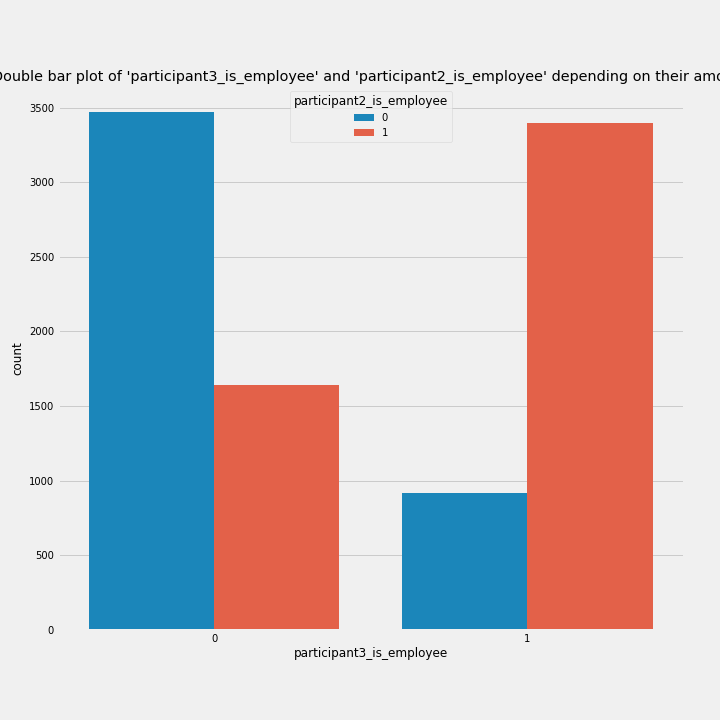 Double bar plot of 'participant3_is_employee' and 'participant2_is_employee' depending on their
participant2_is_employee
0
1
3500
3000
2500
2000
1500
1000
500
0
count
0 1
participant3_is_employee